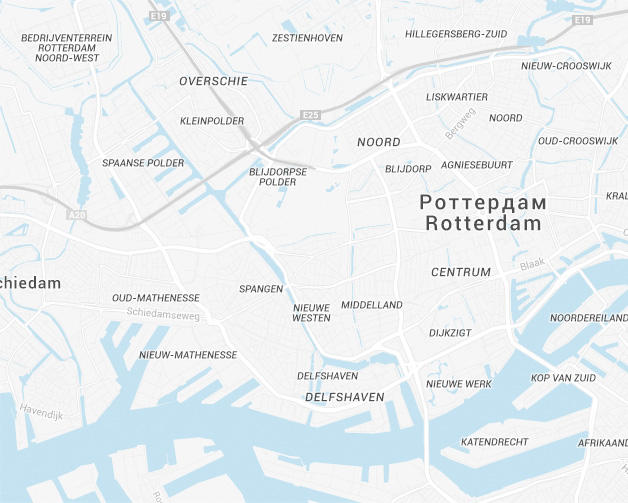 E19
E19
BEDRIJVENTERREIN
ROTTERDAM
NOORD-WEST
ZESTIENHOVEN
HILLEGERSBERG-ZUID
NIEUW-CROOSWIJK
OVERSCHIE
LISKWARTIER
E25
KLEINPOLDER
Bergweg
NOORD
NOORD
OUD-CROOSWIJK
SPAANSE POLDER
BLIJDORPSE
POLDER
BLIJDORP
AGNIESEBUURT
KRAL
A20
Роттердам
Rotterdam
Blaak
CENTRUM
chiedam
SPANGEN
OUD-MATHENESSE
Schiedamseweg
NIEUWE
WESTEN
MIDDELLAND
NOORDEREILAND
DIJKZIGT
NIEUW-MATHENESSE
DELFSHAVEN
NIEUWE WERK
KOP VAN ZUID
DELFSHAVEN
Havendijk
KATENDRECHT
AFRIKAAND